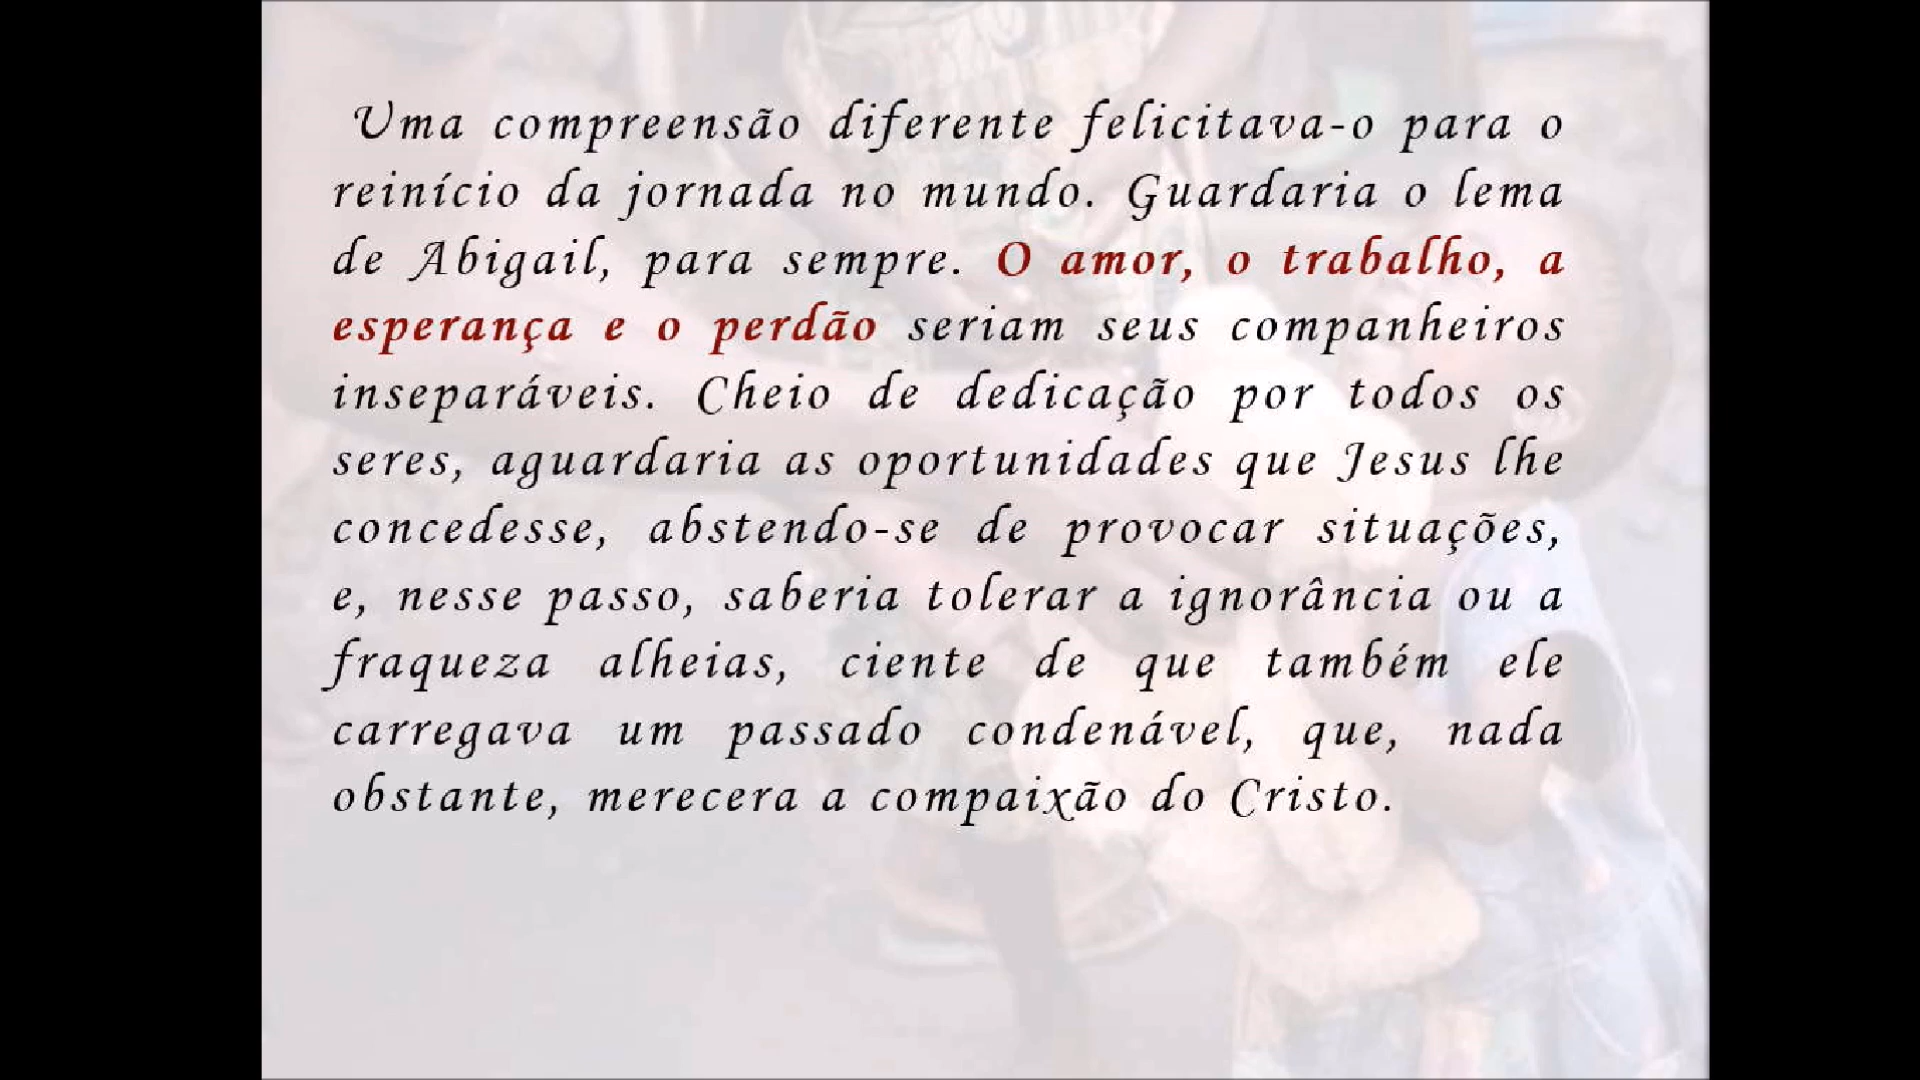 Uma compreensão diferente felicitava-o para o
reinício da jornada no mundo. Guardaria o lema
de Abigail, para sempre. O amor, o trabalho, a
esperança e o perdão seriam seus companheiros
inseparáveis. Cheio de dedicação por todos os
seres, aguardaria as oportunidades que Jesus lhe
concedesse, abstendo-se de provocar situações,
e, nesse passo, saberia tolerar a ignorância ou a
fraqueza alheias, ciente de que também ele
carregava um passado condenável, que, nada
obstante, merecera a compaixão do Cristo.